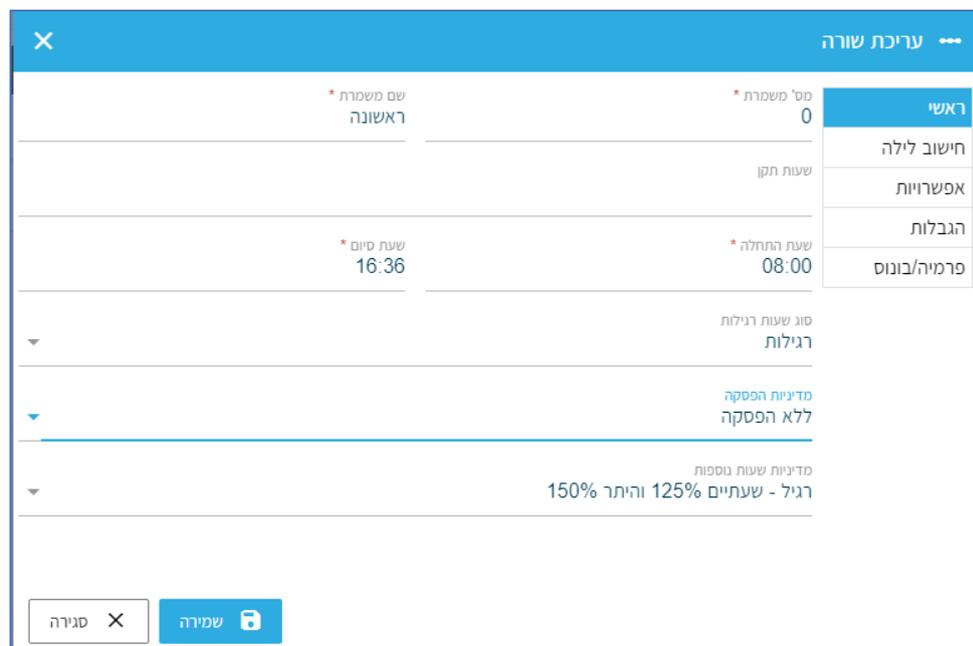 עריכת שורה
ראשי
חישוב לילה
אפשרויות
הגבלות
פרמיה/בונוס
מס' משמרת *
0
שם משמרת *
ראשונה
שעות תקן
שעת התחלה *
08:00
שעת סיום *
16:36
סוג שעות רגילות
רגילות
מדיניות הפסקה
ללא הפסקה
מדיניות שעות נוספות
רגיל - שעתיים 125% והיתר 150%
שמירה
סגירה